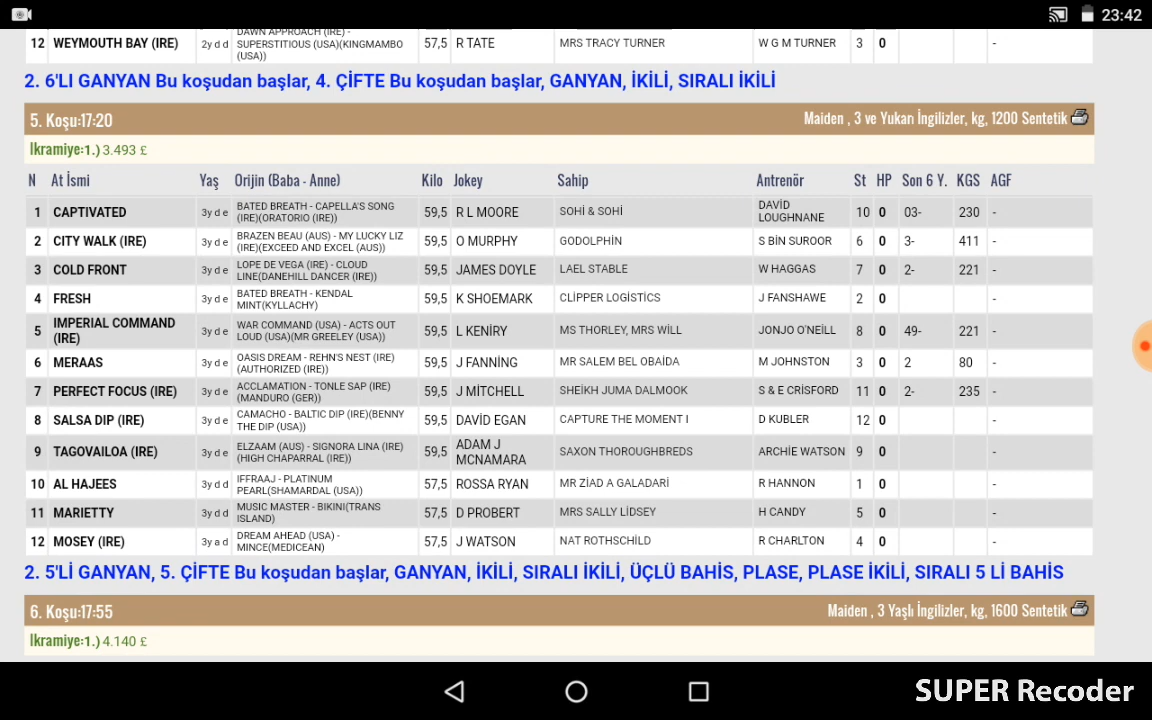 23:42
DAWN APPROACH (IRE) -
12 WEYMOUTH BAY (IRE) 2y d d SUPERSTITIOUS (USA)(KINGMAMBO 57,5 R TATE MRS TRACY TURNER W G M TURNER 3 0 -
(USA))
2. 6'LI GANYAN Bu koşudan başlar, 4. ÇİFTE Bu koşudan başlar, GANYAN, İKİLİ, SIRALI İKİLİ
5. Koşu:17:20 Maiden , 3 ve Yukarı İngilizler, kg, 1200 Sentetik
Ikramiye:1.) 3.493 £
N At İsmi Yaş Orijin (Baba - Anne) Kilo Jokey Sahip Antrenör St HP Son 6 Y. KGS AGF
1 CAPTIVATED 3y d e BATED BREATH - CAPELLA'S SONG (IRE)(ORATORIO (IRE)) 59,5 R L MOORE SOHİ & SOHİ DAVİD LOUGHNANE 10 0 03- 230 -
2 CITY WALK (IRE) 3y d e BRAZEN BEAU (AUS) - MY LUCKY LIZ (IRE)(EXCEED AND EXCEL (AUS)) 59,5 O MURPHY GODOLPHİN S BİN SUROOR 6 0 3- 411 -
3 COLD FRONT 3y d e LOPE DE VEGA (IRE) - CLOUD LINE(DANEHILL DANCER (IRE)) 59,5 JAMES DOYLE LAEL STABLE W HAGGAS 7 0 2- 221 -
4 FRESH 3y d e BATED BREATH - KENDAL MINT(KYLLACHY) 59,5 K SHOEMARK CLİPPER LOGİSTİCS J FANSHAWE 2 0 -
5 IMPERIAL COMMAND (IRE) 3y d e WAR COMMAND (USA) - ACTS OUT LOUD (USA)(MR GREELEY (USA)) 59,5 L KENİRY MS THORLEY, MRS WİLL JONJO O'NEİLL 8 0 49- 221 -
6 MERAAS 3y d e OASIS DREAM - REHN'S NEST (IRE)(AUTHORIZED (IRE)) 59,5 J FANNİNG MR SALEM BEL OBAİDA M JOHNSTON 3 0 2 80 -
7 PERFECT FOCUS (IRE) 3y d e ACCLAMATION - TONLE SAP (IRE)(MANDURO (GER)) 59,5 J MİTCHELL SHEİKH JUMA DALMOOK S & E CRİSFORD 11 0 2- 235 -
8 SALSA DIP (IRE) 3y d e CAMACHO - BALTIC DIP (IRE)(BENNY THE DIP (USA)) 59,5 DAVİD EGAN CAPTURE THE MOMENT I D KUBLER 12 0 -
9 TAGOVAILOA (IRE) 3y d e ELZAAM (AUS) - SIGNORA LINA (IRE)(HIGH CHAPARRAL (IRE)) 59,5 ADAM J MCNAMARA SAXON THOROUGHBREDS ARCHİE WATSON 9 0 -
10 AL HAJEES 3y d d IFFRAAJ - PLATINUM PEARL(SHAMARDAL (USA)) 57,5 ROSSA RYAN MR ZİAD A GALADARİ R HANNON 1 0 -
11 MARIETTY 3y d d MUSIC MASTER - BIKINI(TRANS ISLAND) 57,5 D PROBERT MRS SALLY LİDSEY H CANDY 5 0 -
12 MOSEY (IRE) 3y a d DREAM AHEAD (USA) - MINCE(MEDICEAN) 57,5 J WATSON NAT ROTHSCHİLD R CHARLTON 4 0 -
2. 5'Lİ GANYAN, 5. ÇİFTE Bu koşudan başlar, GANYAN, İKİLİ, SIRALI İKİLİ, ÜÇLÜ BAHİS, PLASE, PLASE İKİLİ, SIRALI 5 Lİ BAHİS
6. Koşu:17:55 Maiden , 3 Yaşlı İngilizler, kg, 1600 Sentetik
Ikramiye:1.) 4.140 £
SUPER Recoder